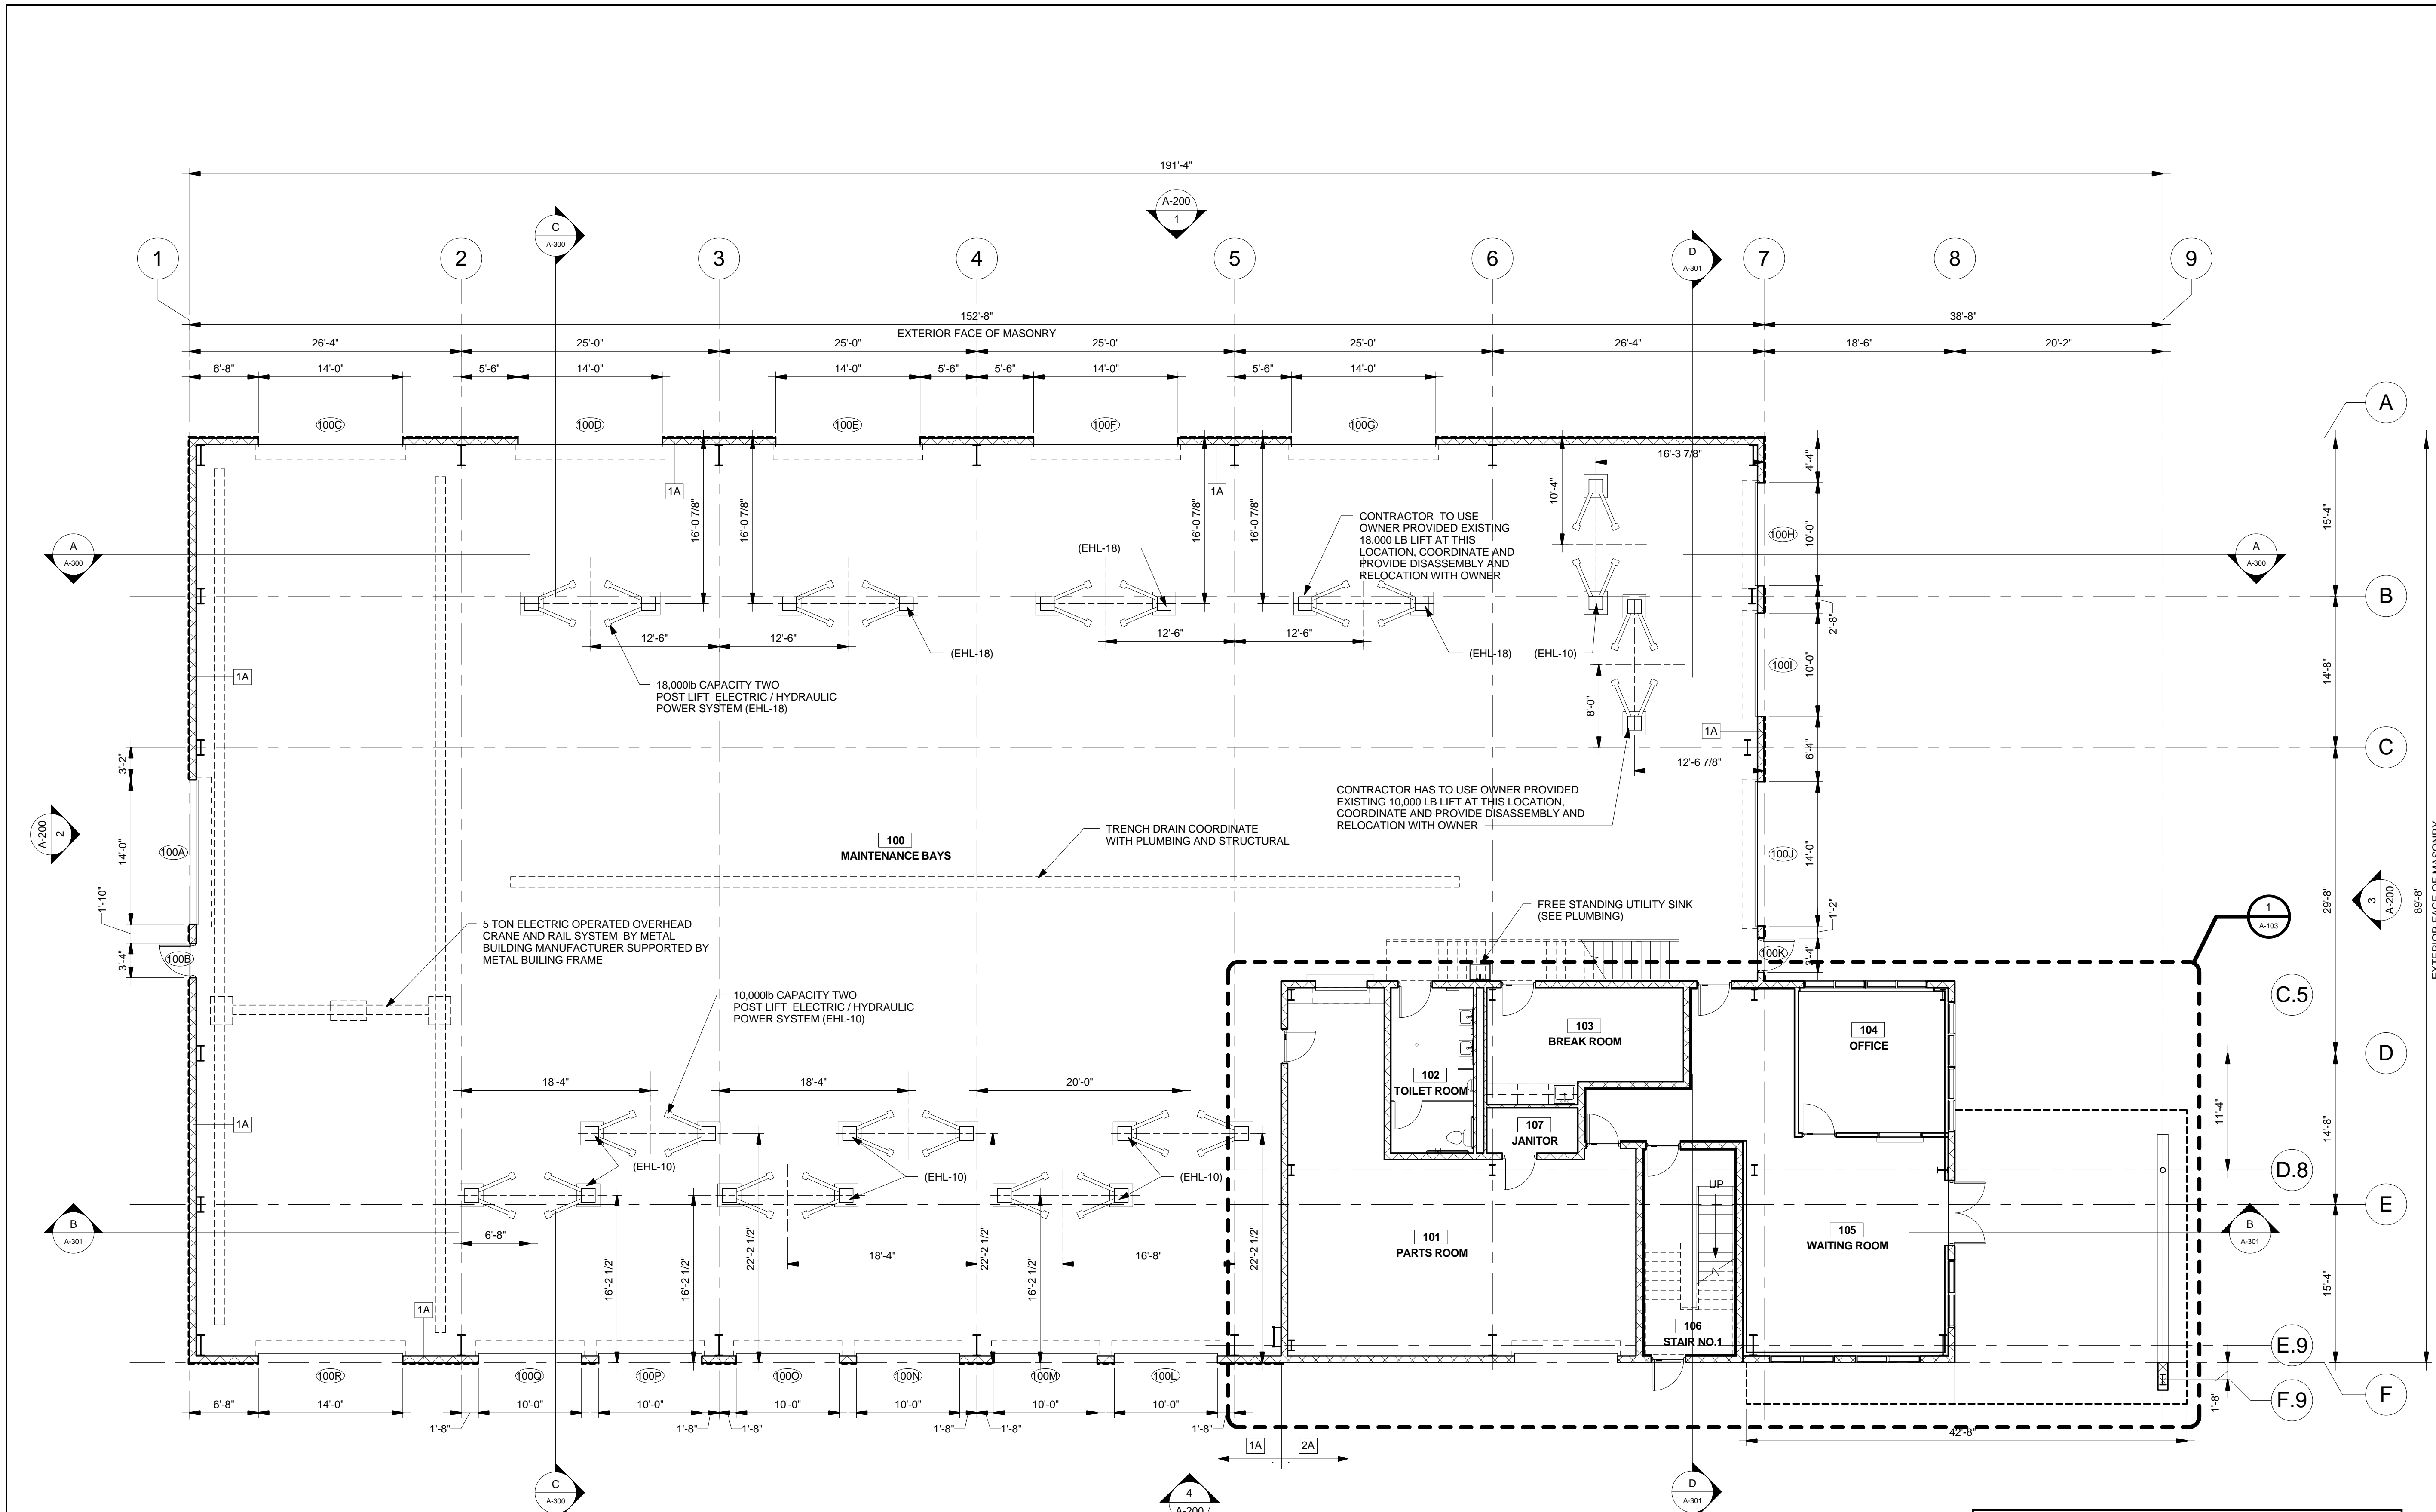 191'-4"
A-200
1
C
A-300
D
A-301
1
2
3
4
5
6
7
8
9
152'-8"
38'-8"
EXTERIOR FACE OF MASONRY
26'-4"
25'-0"
25'-0"
25'-0"
25'-0"
26'-4"
18'-6"
20'-2"
6'-8"
14'-0"
5'-6"
14'-0"
14'-0"
5'-6"
5'-6"
14'-0"
5'-6"
14'-0"
A
100C
100D
100E
100F
100G
16'-3 7/8"
4'-4"
1A
1A
16'-0 7/8"
16'-0 7/8"
16'-0 7/8"
16'-0 7/8"
10'-4"
15'-4"
CONTRACTOR TO USE
OWNER PROVIDED EXISTING
18,000 LB LIFT AT THIS
LOCATION, COORDINATE AND
PROVIDE DISASSEMBLY AND
RELOCATION WITH OWNER
100H
10'-0"
A
A-300
(EHL-18)
A
A-300
B
2'-8"
12'-6"
12'-6"
12'-6"
12'-6"
(EHL-18)
(EHL-18)
(EHL-10)
100I
10'-0"
14'-8"
1A
18,000lb CAPACITY TWO
POST LIFT ELECTRIC / HYDRAULIC
POWER SYSTEM (EHL-18)
8'-0"
1A
6'-4"
C
3'-2"
12'-6 7/8"
CONTRACTOR HAS TO USE OWNER PROVIDED
EXISTING 10,000 LB LIFT AT THIS LOCATION,
COORDINATE AND PROVIDE DISASSEMBLY AND
RELOCATION WITH OWNER
A-200
2
14'-0"
100A
100
MAINTENANCE BAYS
TRENCH DRAIN COORDINATE
WITH PLUMBING AND STRUCTURAL
100J
14'-0"
29'-8"
3
A-200
89'-8"
EXTERIOR FACE OF MASONRY
1'-10"
FREE STANDING UTILITY SINK
(SEE PLUMBING)
1'-2"
1
A-103
5 TON ELECTRIC OPERATED OVERHEAD
CRANE AND RAIL SYSTEM BY METAL
BUILDING MANUFACTURER SUPPORTED BY
METAL BUILING FRAME
3'-4"
100B
100K
3'-4"
10,000lb CAPACITY TWO
POST LIFT ELECTRIC / HYDRAULIC
POWER SYSTEM (EHL-10)
C.5
103
BREAK ROOM
104
OFFICE
D
18'-4"
18'-4"
20'-0"
102
TOILET ROOM
11'-4"
14'-8"
1A
107
JANITOR
(EHL-10)
(EHL-10)
(EHL-10)
D.8
UP
E
B
A-301
6'-8"
18'-4"
16'-8"
101
PARTS ROOM
105
WAITING ROOM
B
A-301
16'-2 1/2"
16'-2 1/2"
22'-2 1/2"
22'-2 1/2"
16'-2 1/2"
22'-2 1/2"
15'-4"
1A
106
STAIR NO.1
E.9
100R
100Q
100P
100O
100N
100M
100L
F
6'-8"
14'-0"
10'-0"
10'-0"
10'-0"
10'-0"
10'-0"
10'-0"
1'-8"
F.9
1'-8"
1'-8"
1'-8"
1'-8"
1'-8"
1'-8"
42'-8"
1A
2A
C
A-300
4
A-200
D
A-301